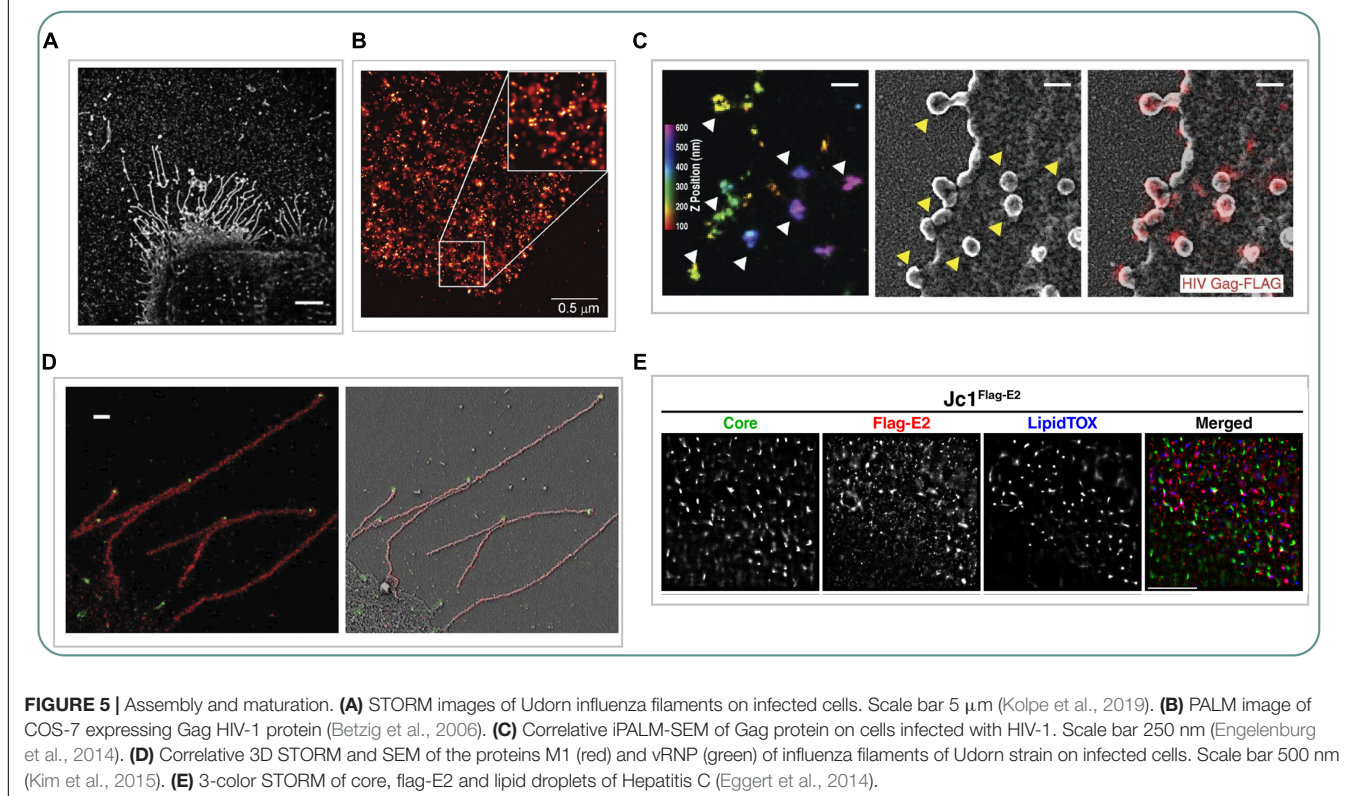 A
B
0.5 μm
C
600
500
400
300
200
100
Z Position (nm)
HIV Gag-FLAG
D
E
Jc1Flag-E2
Core Flag-E2 LipidTOX Merged
FIGURE 5 | Assembly and maturation. (A) STORM images of Udorn influenza filaments on infected cells. Scale bar 5 μm (Kolpe et al., 2019). (B) PALM image of
COS-7 expressing Gag HIV-1 protein (Betzig et al., 2006). (C) Correlative iPALM-SEM of Gag protein on cells infected with HIV-1. Scale bar 250 nm (Engelenburg
et al., 2014). (D) Correlative 3D STORM and SEM of the proteins M1 (red) and vRNP (green) of influenza filaments of Udorn strain on infected cells. Scale bar 500 nm
(Kim et al., 2015). (E) 3-color STORM of core, flag-E2 and lipid droplets of Hepatitis C (Eggert et al., 2014).